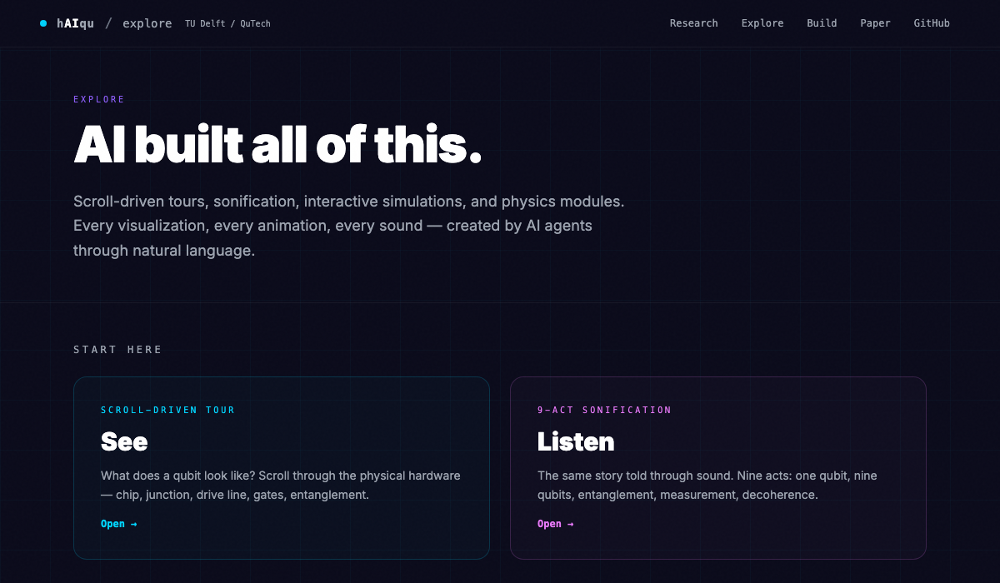 hAIqu / explore TU Delft / QuTech Research Explore Build Paper GitHub
EXPLORE
AI built all of this.
Scroll-driven tours, sonification, interactive simulations, and physics modules.
Every visualization, every animation, every sound — created by AI agents
through natural language.
START HERE
SCROLL-DRIVEN TOUR
See
What does a qubit look like? Scroll through the physical hardware
— chip, junction, drive line, gates, entanglement.
Open →
9-ACT SONIFICATION
Listen
The same story told through sound. Nine acts: one qubit, nine
qubits, entanglement, measurement, decoherence.
Open →